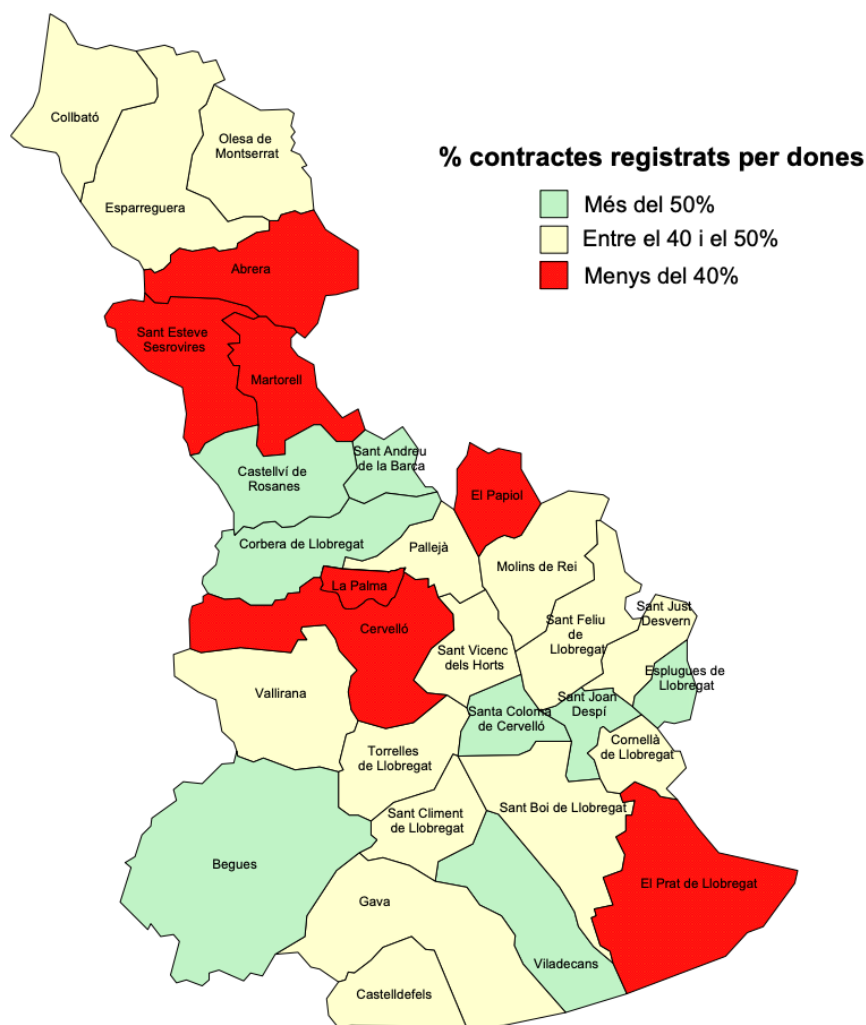 Collbató
Olesa de
Montserrat
% contractes registrats per dones
Més del 50%
Entre el 40 i el 50%
Menys del 40%
Esparreguera
Abrera
Sant Esteve
Sesrovires
Martorell
Sant Andreu
de la Barca
Castellví de
Rosanes
El Papiol
Corbera de Llobregat
Pallejà
Molins de Rei
La Palma
Sant Just
Desvern
Sant Feliu
de
Llobregat
Cervelló
Sant Vicenc
dels Horts
Esplugues de
Llobregat
Vallirana
Sant Joan
Despí
Santa Coloma
de Cervelló
Cornellà
de Llobregat
Torrelles
de Llobregat
Sant Climent
de Llobregat
Sant Boi de Llobregat
Begues
El Prat de Llobregat
Gava
Viladecans
Castelldefels